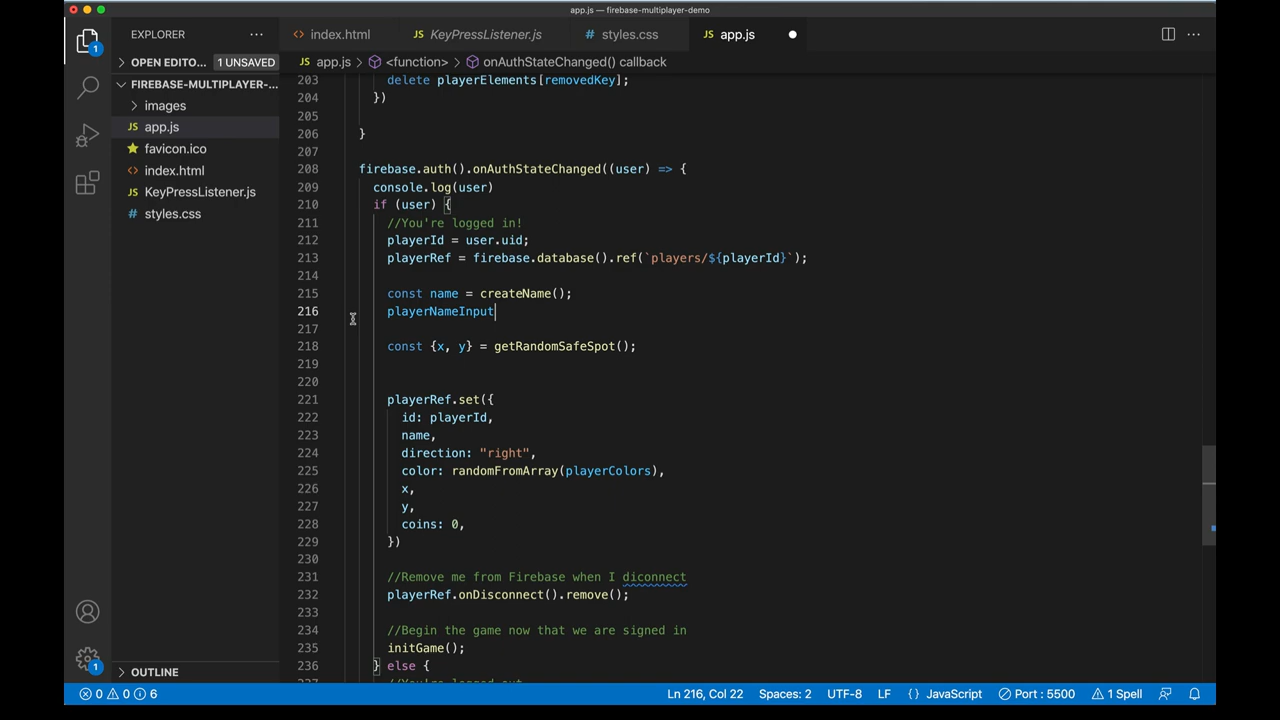 app.js — firebase-multiplayer-demo
EXPLORER
index.html
KeyPressListener.js
styles.css
app.js
OPEN EDITO... 1 UNSAVED
app.js > <function> > onAuthStateChanged() callback
FIREBASE-MULTIPLAYER-...
images
JS app.js
favicon.ico
<> index.html
JS KeyPressListener.js
# styles.css
203 delete playerElements[removedKey];
204 })
205
206 }
207
208 firebase.auth().onAuthStateChanged((user) => {
209 console.log(user)
210 if (user) {
211 //You're logged in!
212 playerId = user.uid;
213 playerRef = firebase.database().ref(`players/${playerId}`);
214
215 const name = createName();
216 playerNameInput
217
218 const {x, y} = getRandomSafeSpot();
219
220
221 playerRef.set({
222 id: playerId,
223 name,
224 direction: "right",
225 color: randomFromArray(playerColors),
226 x,
227 y,
228 coins: 0,
229 })
230
231 //Remove me from Firebase when I diconnect
232 playerRef.onDisconnect().remove();
233
234 //Begin the game now that we are signed in
235 initGame();
236 } else {
1
1
OUTLINE
0 0 6
Ln 216, Col 22 Spaces: 2 UTF-8 LF {} JavaScript Port : 5500 1 Spell